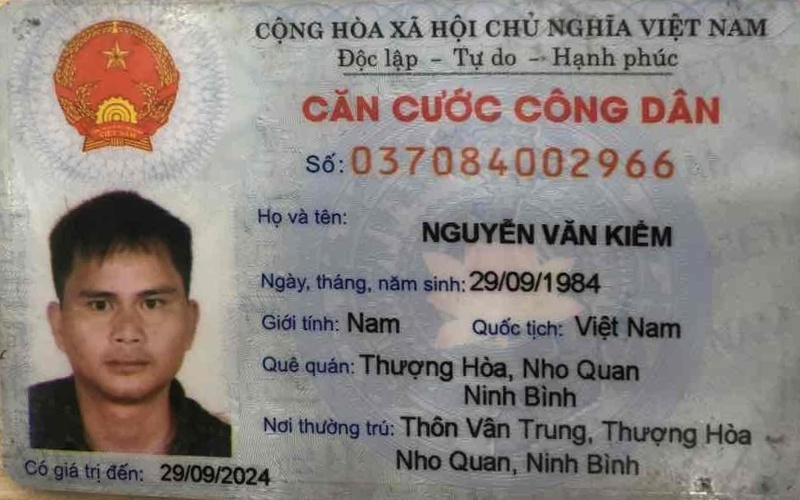 CỘNG HÒA XÃ HỘI CHỦ NGHĨA VIỆT NAM
Độc lập - Tự do - Hạnh phúc
CĂN CƯỚC CÔNG DÂN
Số: 037084002966
Họ và tên:
NGUYỄN VĂN KIỂM
Ngày, tháng, năm sinh: 29/09/1984
Giới tính: Nam Quốc tịch: Việt Nam
Quê quán: Thượng Hòa, Nho Quan
Ninh Bình
Nơi thường trú: Thôn Vân Trung, Thượng Hòa
Nho Quan, Ninh Bình
Có giá trị đến: 29/09/2024